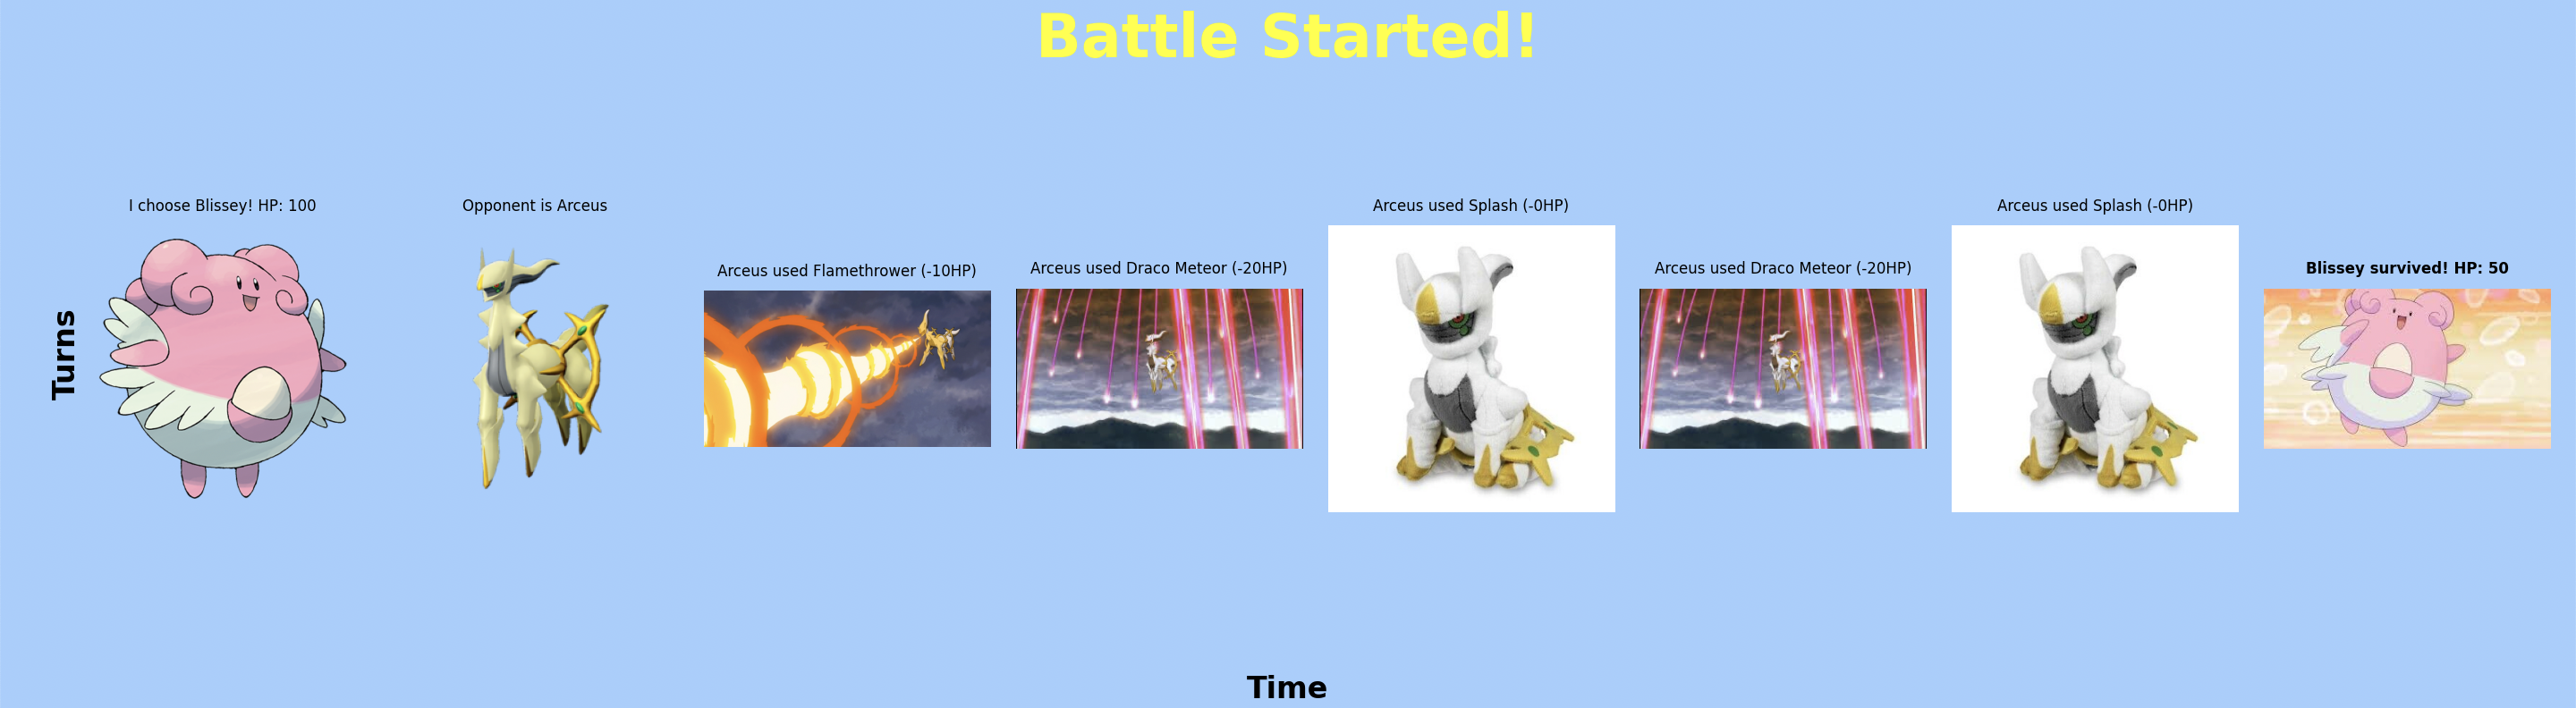 Battle Started!
I choose Blissey! HP: 100
Opponent is Arceus
Arceus used Flamethrower (-10HP)
Arceus used Draco Meteor (-20HP)
Arceus used Splash (-0HP)
Arceus used Draco Meteor (-20HP)
Arceus used Splash (-0HP)
Blissey survived! HP: 50
Turns
Time